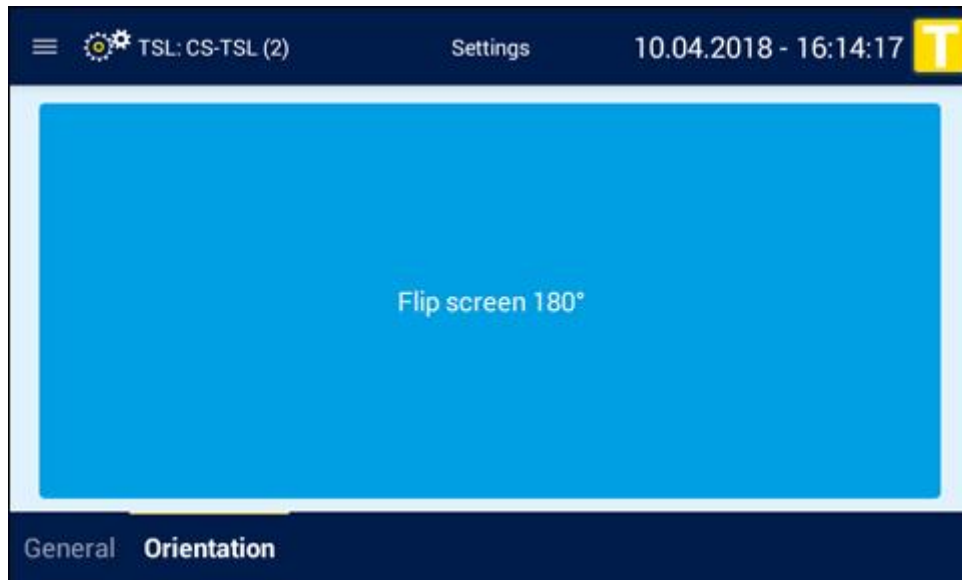 TSL: CS-TSL (2) Settings 10.04.2018 - 16:14:17 T
Flip screen 180°
General Orientation